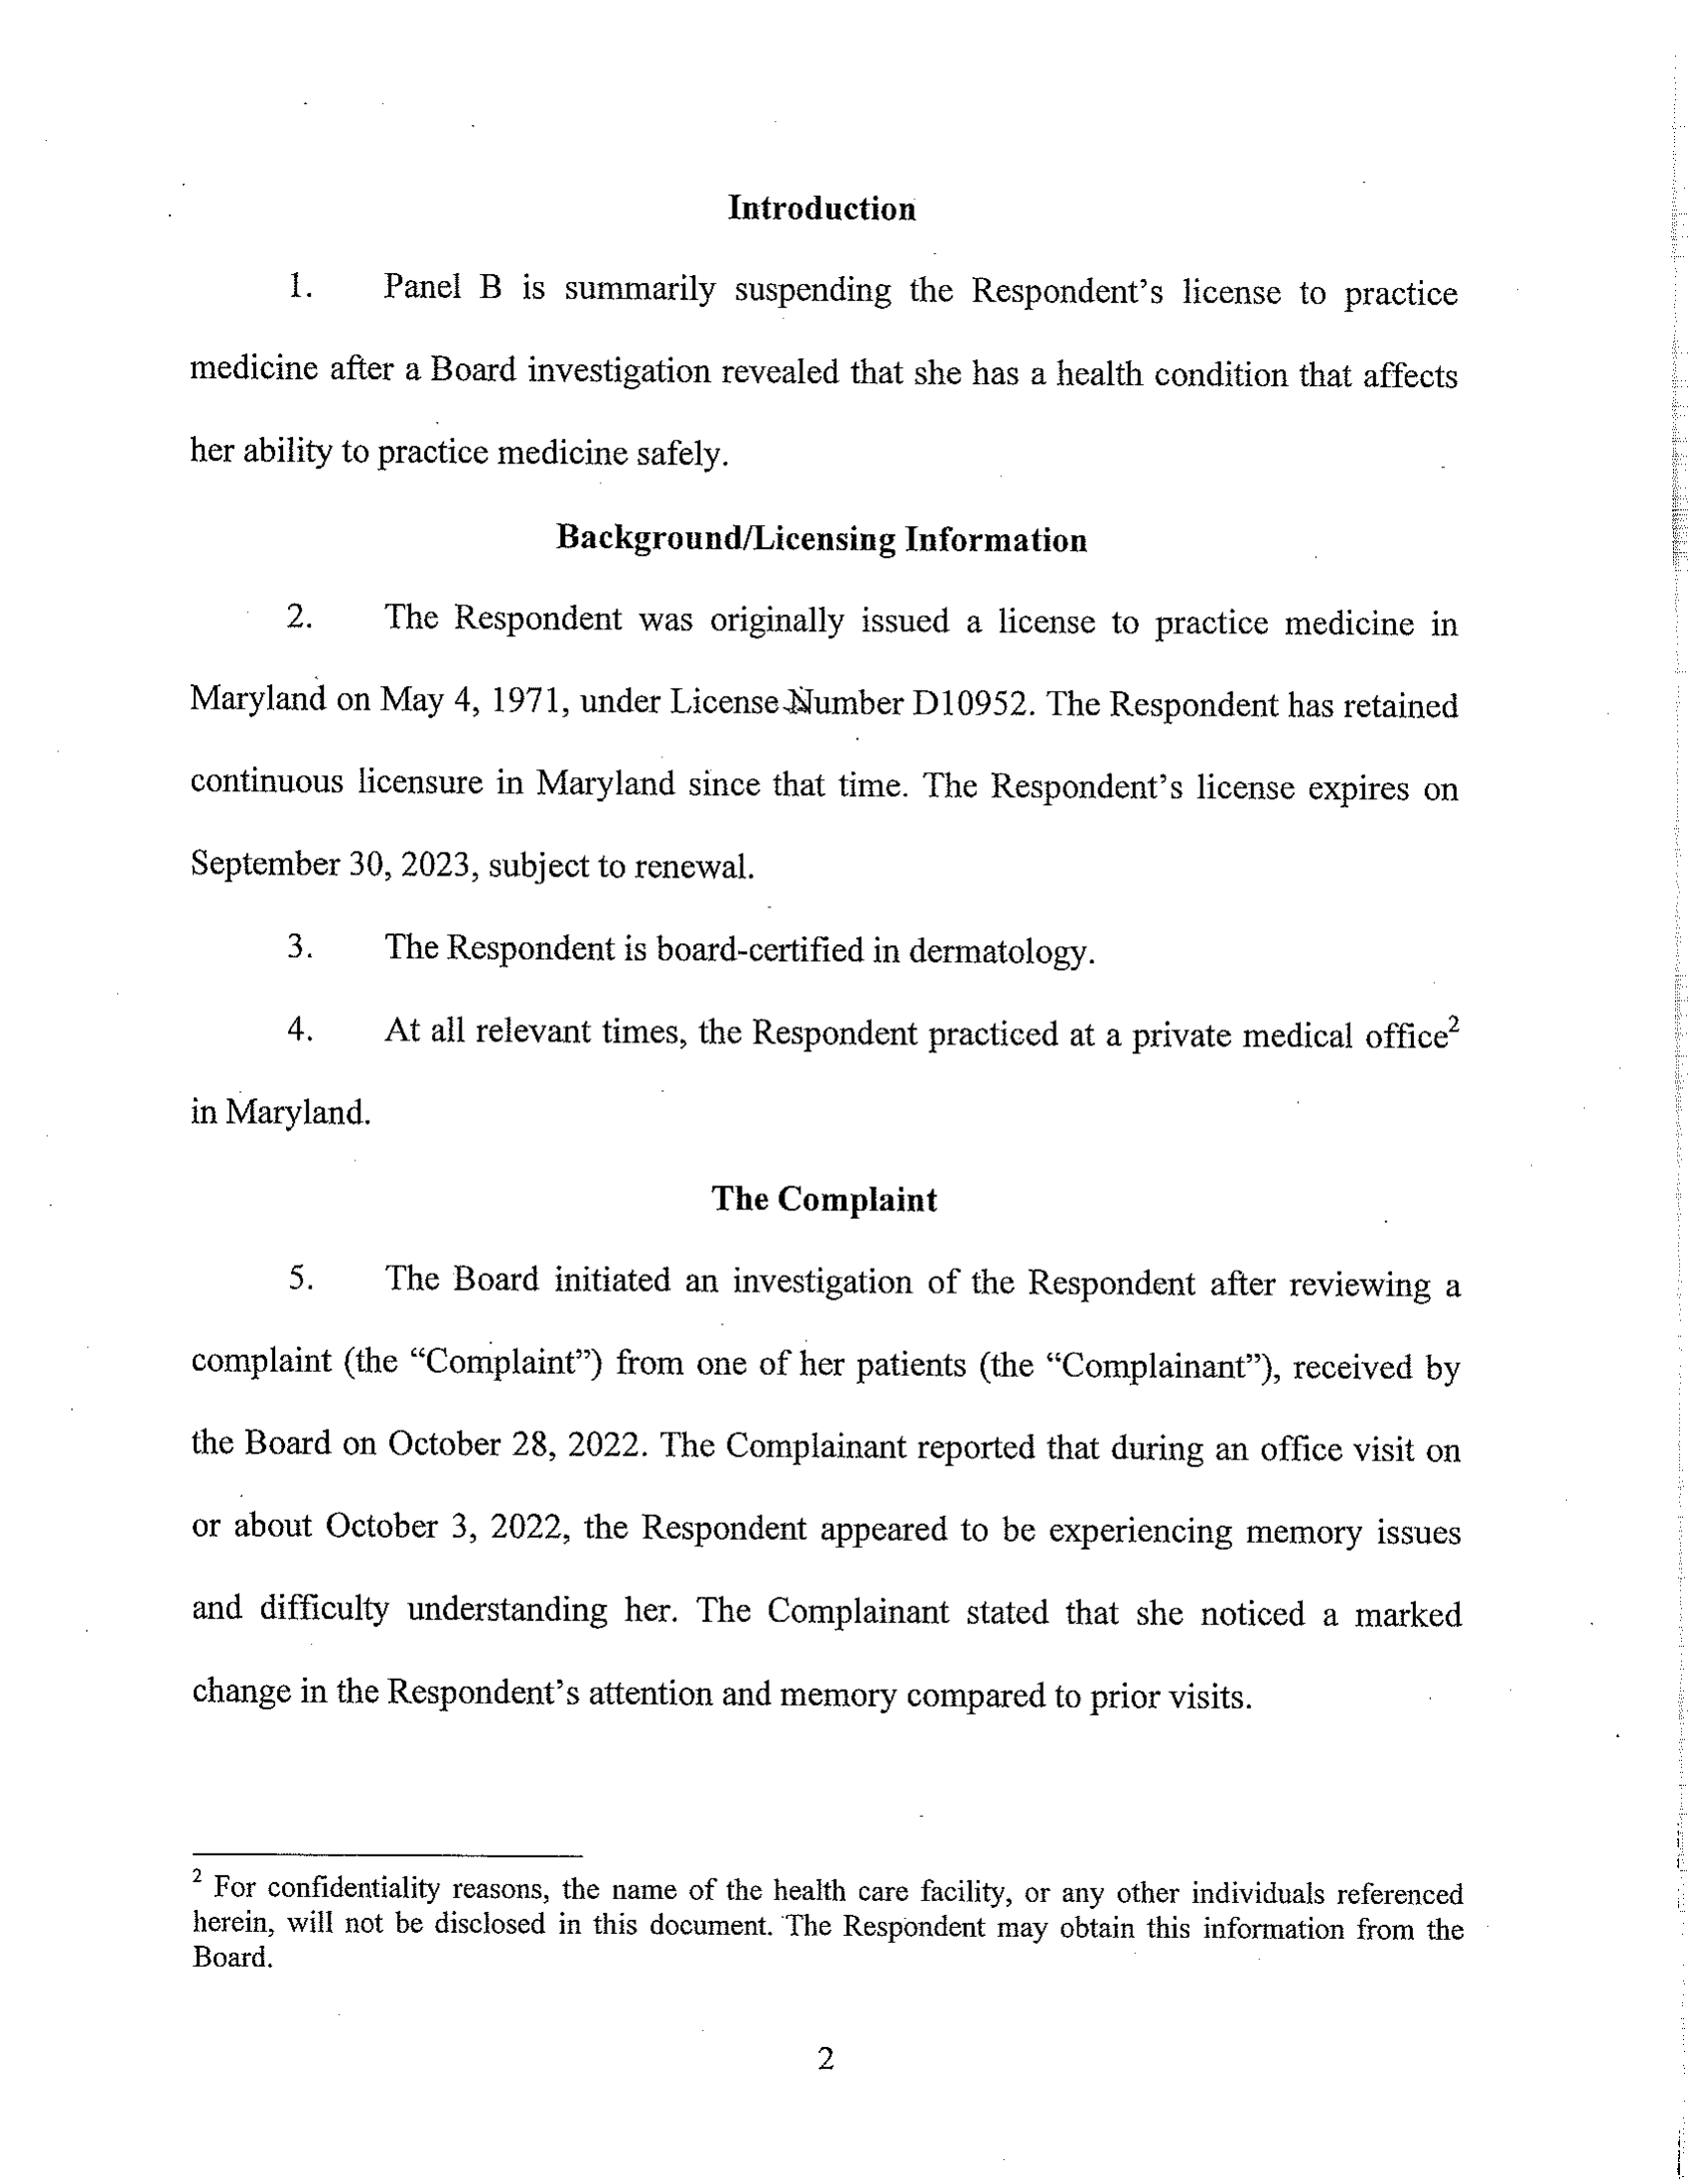 Introduction
1. Panel B is summarily suspending the Respondent's license to practice
medicine after a Board investigation revealed that she has a health condition that affects
her ability to practice medicine safely.
Background/Licensing Information
2. The Respondent was originally issued a license to practice medicine in
Maryland on May 4, 1971, under License Number D10952. The Respondent has retained
continuous licensure in Maryland since that time. The Respondent's license expires on
September 30, 2023, subject to renewal.
3. The Respondent is board-certified in dermatology.
4. At all relevant times, the Respondent practiced at a private medical office²
in Maryland.
The Complaint
5. The Board initiated an investigation of the Respondent after reviewing a
complaint (the “Complaint”) from one of her patients (the “Complainant”), received by
the Board on October 28, 2022. The Complainant reported that during an office visit on
or about October 3, 2022, the Respondent appeared to be experiencing memory issues
and difficulty understanding her. The Complainant stated that she noticed a marked
change in the Respondent's attention and memory compared to prior visits.
² For confidentiality reasons, the name of the health care facility, or any other individuals referenced
herein, will not be disclosed in this document. The Respondent may obtain this information from the
Board.
2